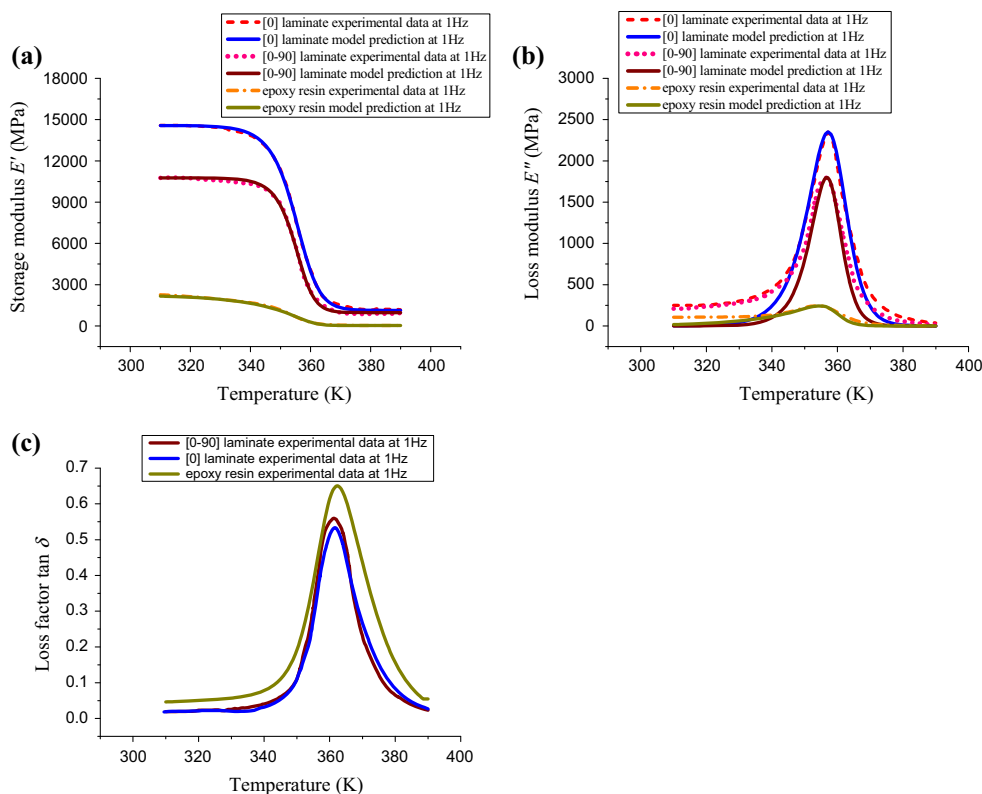 (a)
[0] laminate experimental data at 1Hz
[0] laminate model prediction at 1Hz
[0-90] laminate experimental data at 1Hz
[0-90] laminate model prediction at 1Hz
epoxy resin experimental data at 1Hz
epoxy resin model prediction at 1Hz
18000
15000
12000
9000
6000
3000
0
Storage modulus E′ (MPa)
300 320 340 360 380 400
Temperature (K)
(b)
[0] laminate experimental data at 1Hz
[0] laminate model prediction at 1Hz
[0-90] laminate experimental data at 1Hz
[0-90] laminate model prediction at 1Hz
epoxy resin experimental data at 1Hz
epoxy resin model prediction at 1Hz
3000
2500
2000
1500
1000
500
0
Loss modulus E″ (MPa)
300 320 340 360 380 400
Temperature (K)
(c)
[0-90] laminate experimental data at 1Hz
[0] laminate experimental data at 1Hz
epoxy resin experimental data at 1Hz
0.7
0.6
0.5
0.4
0.3
0.2
0.1
0.0
Loss factor tan δ
300 320 340 360 380 400
Temperature (K)